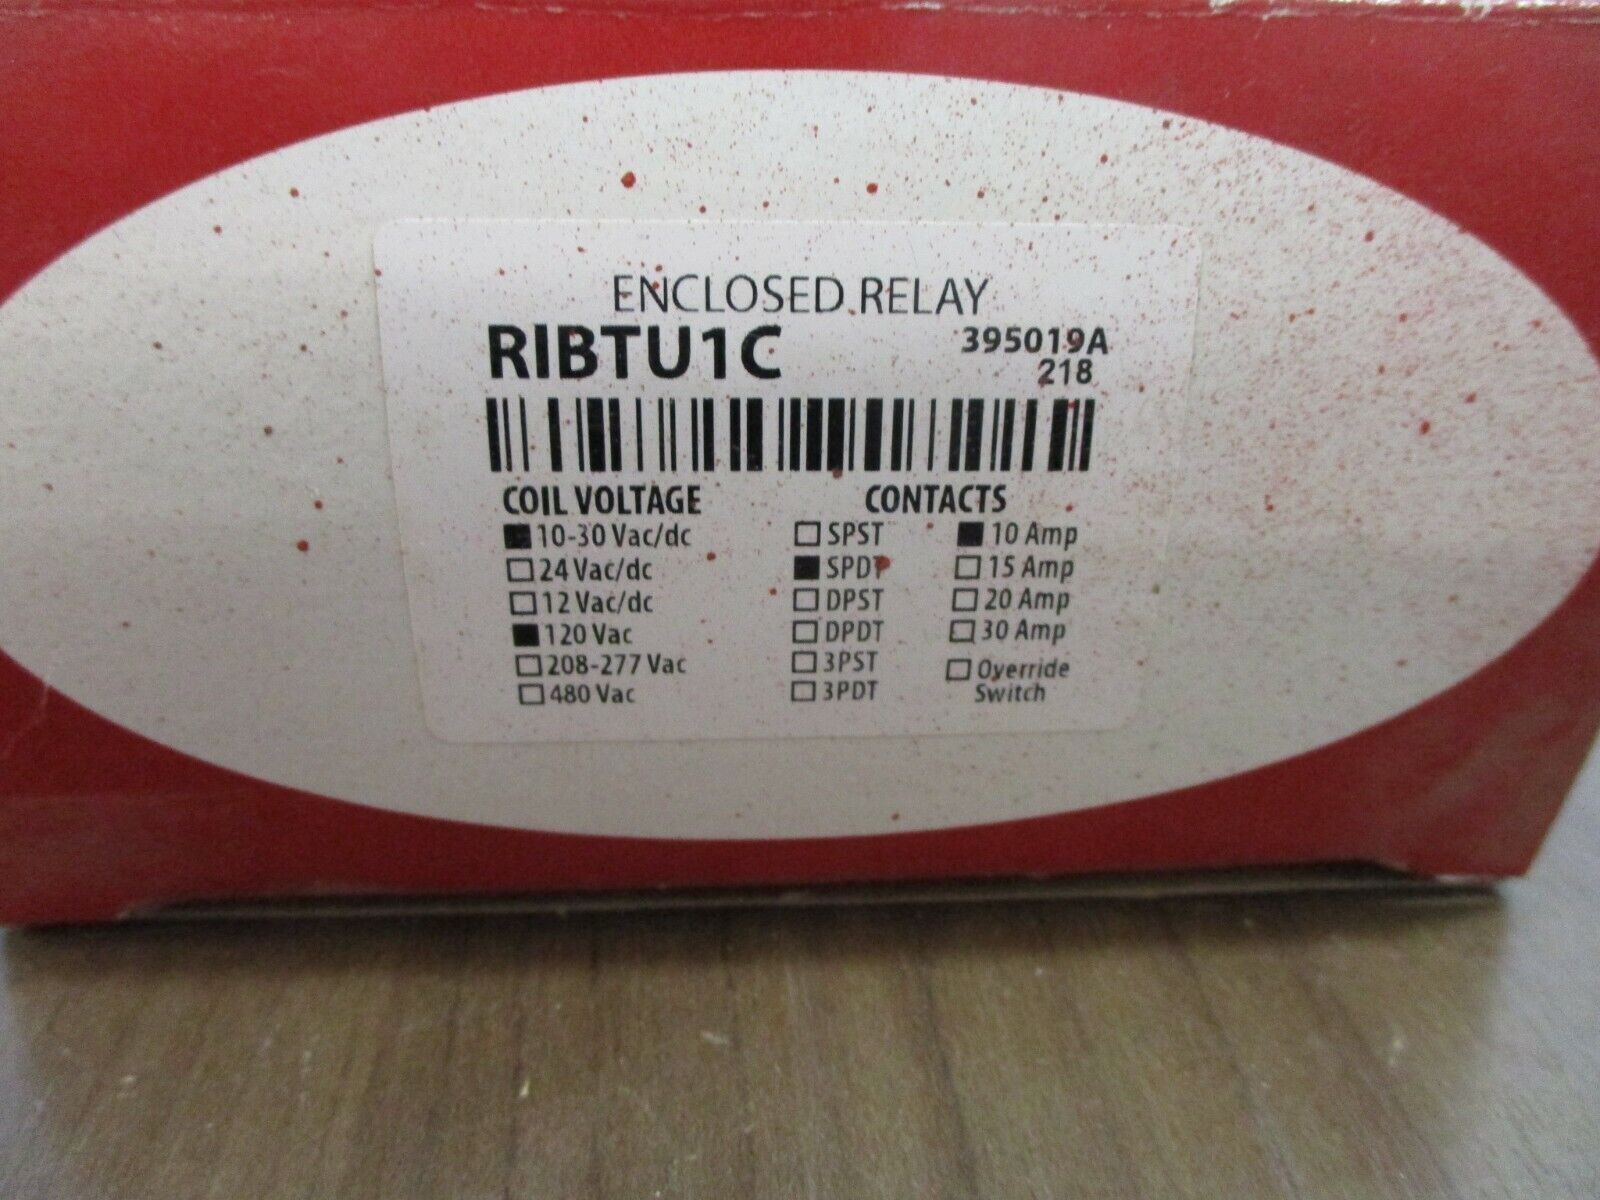 ENCLOSED RELAY
RIBTU1C
395019A
218
COIL VOLTAGE
10-30 Vac/dc
24 Vac/dc
12 Vac/dc
120 Vac
208-277 Vac
480 Vac
CONTACTS
SPST
SPDT
DPST
DPDT
3PST
3PDT
10 Amp
15 Amp
20 Amp
30 Amp
Override
Switch